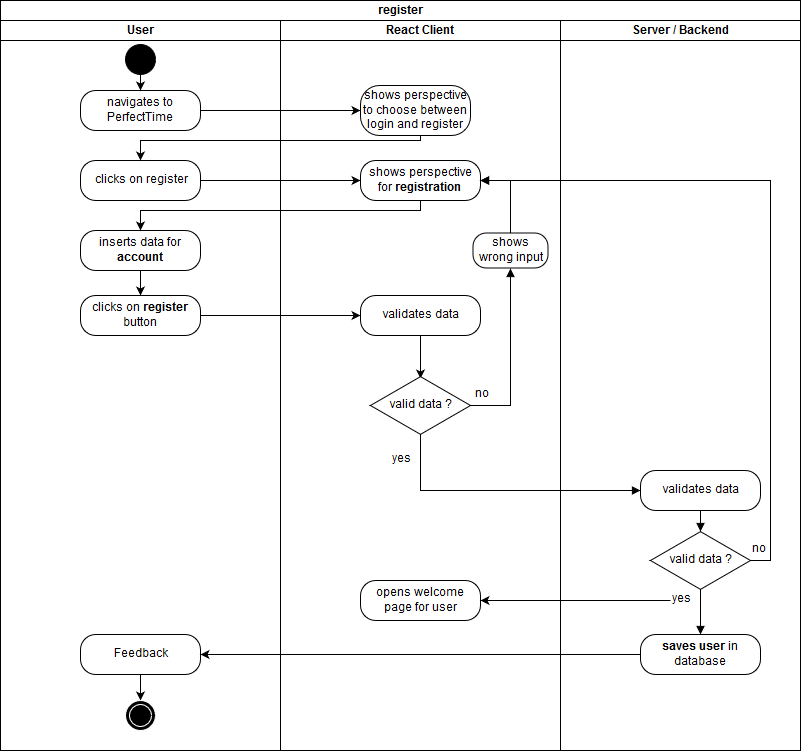 register
User
React Client
Server / Backend
navigates to
PerfectTime
shows perspective
to choose between
login and register
clicks on register
shows perspective
for registration
inserts data for
account
shows
wrong input
clicks on register
button
validates data
valid data ?
no
yes
validates data
valid data ?
no
yes
opens welcome
page for user
saves user in
database
Feedback